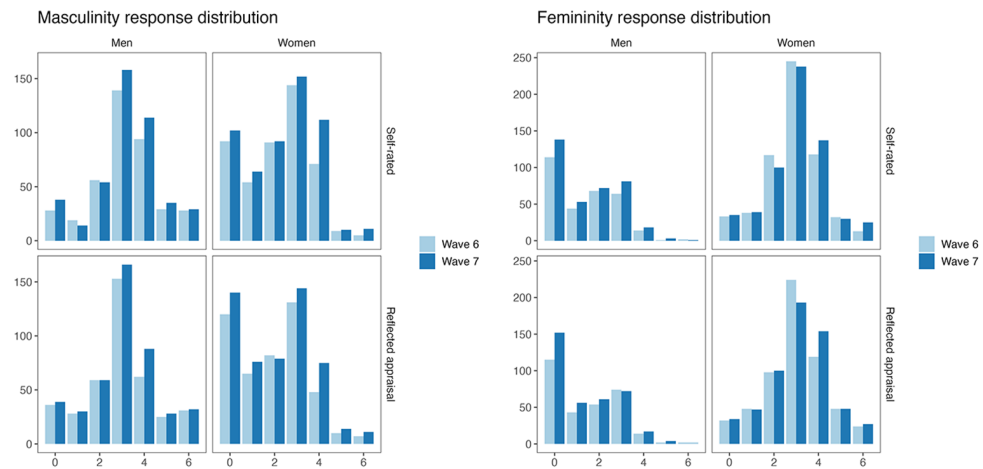 Masculinity response distribution
Men
Women
150
100
50
0
Self-rated
150
100
50
0
Reflected appraisal
0
2
4
6
0
2
4
6
Wave 6
Wave 7
Femininity response distribution
Men
Women
250
200
150
100
50
0
Self-rated
250
200
150
100
50
0
Reflected appraisal
0
2
4
6
0
2
4
6
Wave 6
Wave 7